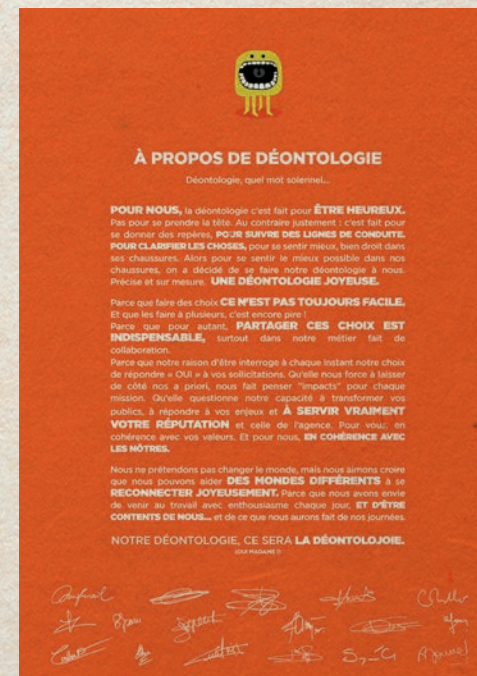 À PROPOS DE DÉONTOLOGIE
Déontologie, quel mot solennel...
POUR NOUS, la déontologie c'est fait pour ÊTRE HEUREUX.
Pas pour se prendre la tête. Au contraire justement : c'est fait pour
se donner des repères, POUR SUIVRE DES LIGNES DE CONDUITE.
POUR CLARIFIER LES CHOSES, pour se sentir mieux, bien droit dans
ses chaussures. Alors pour se sentir le mieux possible dans nos
chaussures, on a décidé de se faire notre déontologie à nous.
Précise et sur mesure. UNE DÉONTOLOGIE JOYEUSE.
Parce que faire des choix CE N'EST PAS TOUJOURS FACILE.
Et que les faire à plusieurs, c'est encore pire !
Parce que pour autant, PARTAGER CES CHOIX EST
INDISPENSABLE, surtout dans notre métier fait de
collaboration.
Parce que notre raison d'être interroge à chaque instant notre choix
de répondre « OUI » à vos sollicitations. Qu'elle nous force à laisser
de côté nos a priori, nous fait penser "impacts" pour chaque
mission. Qu'elle questionne notre capacité à transformer vos
publics, à répondre à vos enjeux et À SERVIR VRAIMENT
VOTRE RÉPUTATION et celle de l'agence. Pour vous: en
cohérence avec vos valeurs. Et pour nous, EN COHÉRENCE AVEC
LES NÔTRES.
Nous ne prétendons pas changer le monde, mais nous aimons croire
que nous pouvons aider DES MONDES DIFFÉRENTS à se
RECONNECTER JOYEUSEMENT. Parce que nous avons envie
de venir au travail avec enthousiasme chaque jour, ET D'ÊTRE
CONTENTS DE NOUS... et de ce que nous aurons fait de nos journées.
NOTRE DÉONTOLOGIE, CE SERA LA DÉONTOLOJOIE.
(OUI MADAME !)